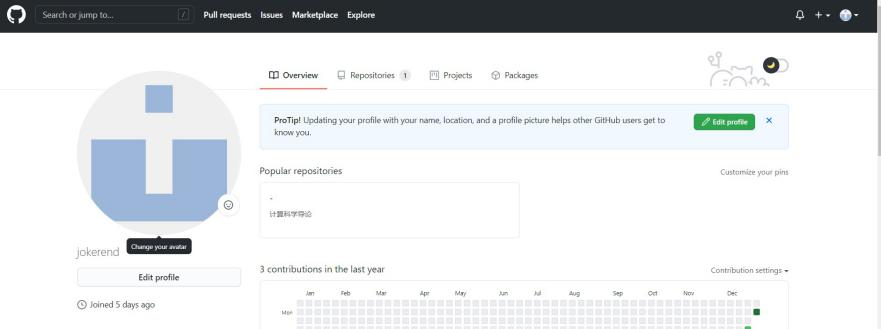 Search or jump to... /
Pull requests Issues Marketplace Explore
Overview Repositories 1 Projects Packages
ProTip! Updating your profile with your name, location, and a profile picture helps other GitHub users get to
know you.
Edit profile
Popular repositories
Customize your pins
-
计算科学导论
Change your avatar
jokerend
Edit profile
Joined 5 days ago
3 contributions in the last year
Contribution settings
Jan Feb Mar Apr May Jun Jul Aug Sep Oct Nov Dec
Mon